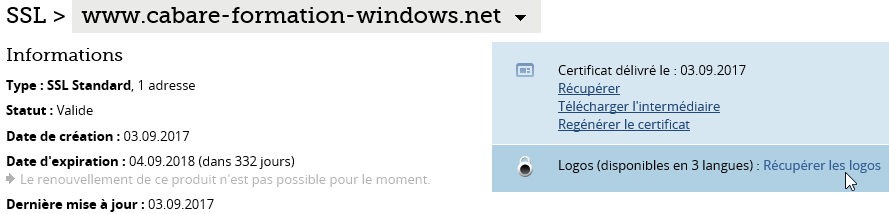 SSL > www.cabare-formation-windows.net
Informations
Type : SSL Standard, 1 adresse
Statut : Valide
Date de création : 03.09.2017
Date d'expiration : 04.09.2018 (dans 332 jours)
Le renouvellement de ce produit n'est pas possible pour le moment.
Dernière mise à jour : 03.09.2017
Certificat délivré le : 03.09.2017
Récupérer
Télécharger l'intermédiaire
Regénérer le certificat
Logos (disponibles en 3 langues) : Récupérer les logos